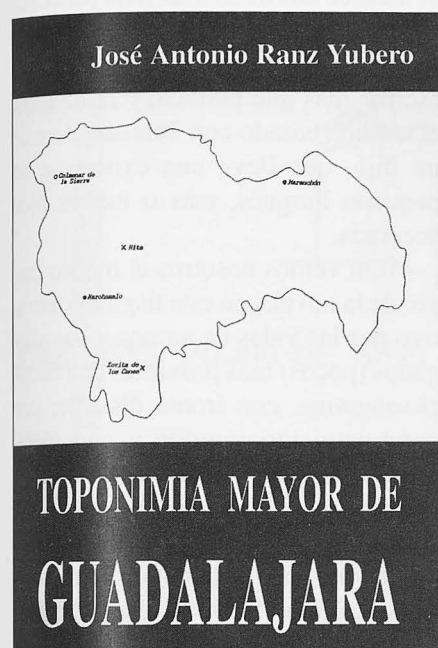 José Antonio Ranz Yubero
Colmenar de
la Sierra
Maranchón
Hita
Marchamalo
Zorita de
los Canes
TOPONIMIA MAYOR DE
GUADALAJARA